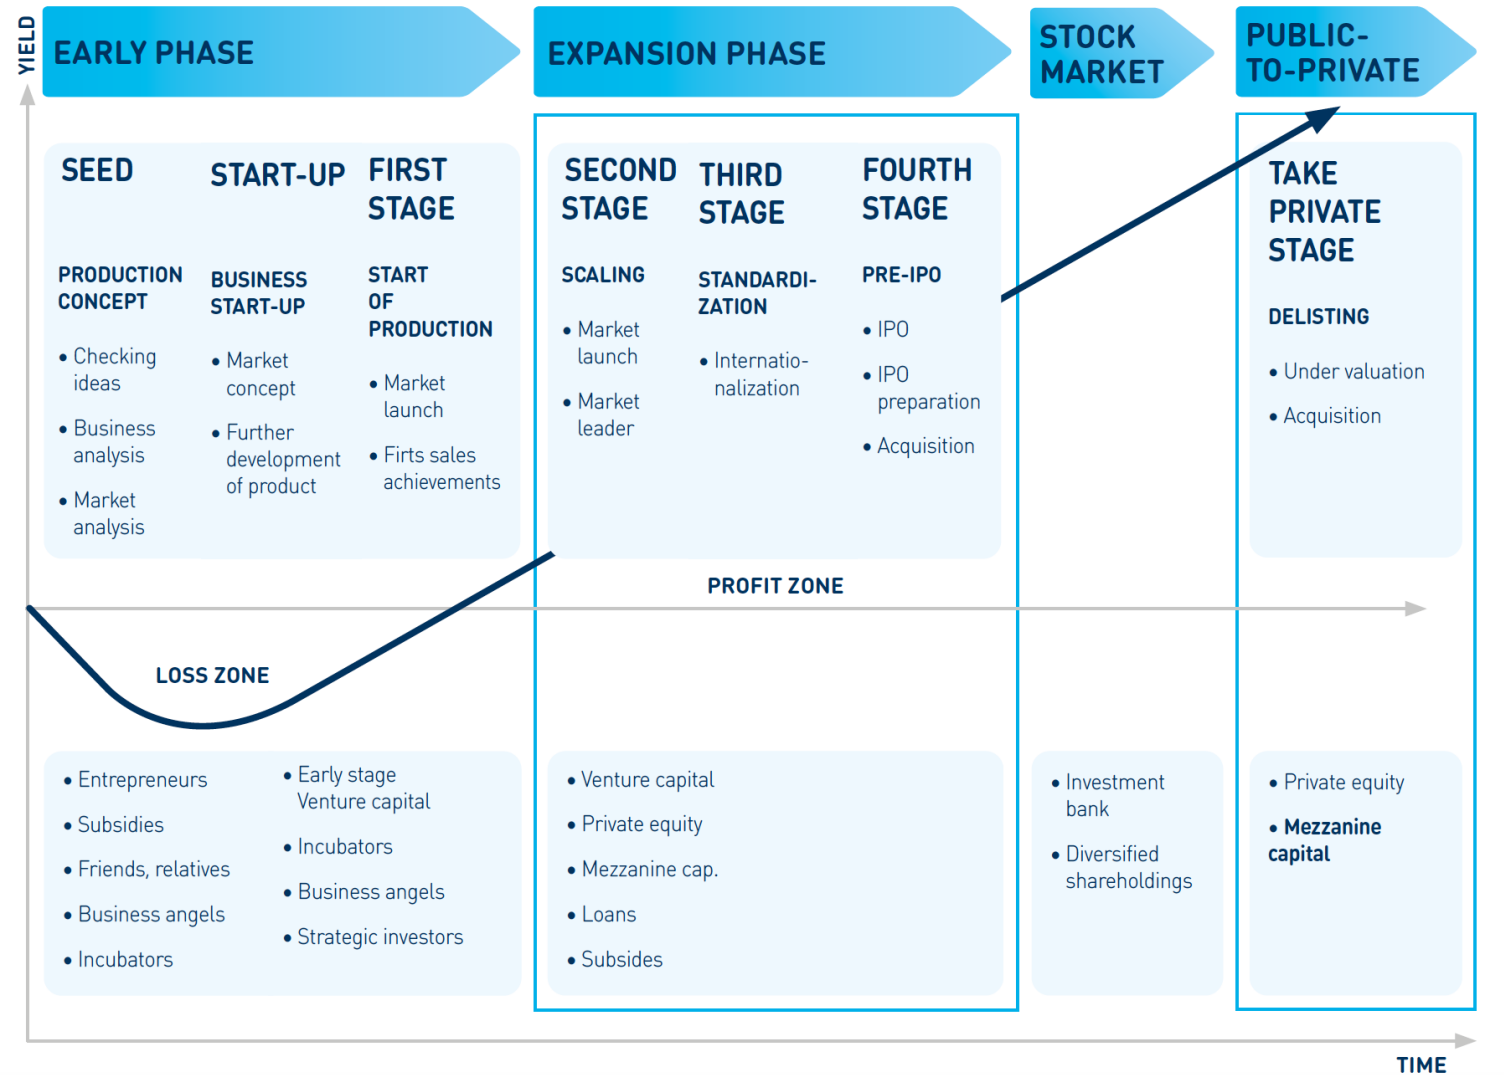 YIELD
EARLY PHASE
EXPANSION PHASE
STOCK
MARKET
PUBLIC-
TO-PRIVATE
SEED
PRODUCTION
CONCEPT
• Checking
ideas
• Business
analysis
• Market
analysis
START-UP
BUSINESS
START-UP
• Market
concept
• Further
development
of product
FIRST
STAGE
START
OF
PRODUCTION
• Market
launch
• Firts sales
achievements
SECOND
STAGE
SCALING
• Market
launch
• Market
leader
THIRD
STAGE
STANDARDI-
ZATION
• Internatio-
nalization
FOURTH
STAGE
PRE-IPO
• IPO
• IPO
preparation
• Acquisition
TAKE
PRIVATE
STAGE
DELISTING
• Under valuation
• Acquisition
PROFIT ZONE
LOSS ZONE
• Entrepreneurs
• Subsidies
• Friends, relatives
• Business angels
• Incubators
• Early stage
Venture capital
• Incubators
• Business angels
• Strategic investors
• Venture capital
• Private equity
• Mezzanine cap.
• Loans
• Subsides
• Investment
bank
• Diversified
shareholdings
• Private equity
• Mezzanine
capital
TIME